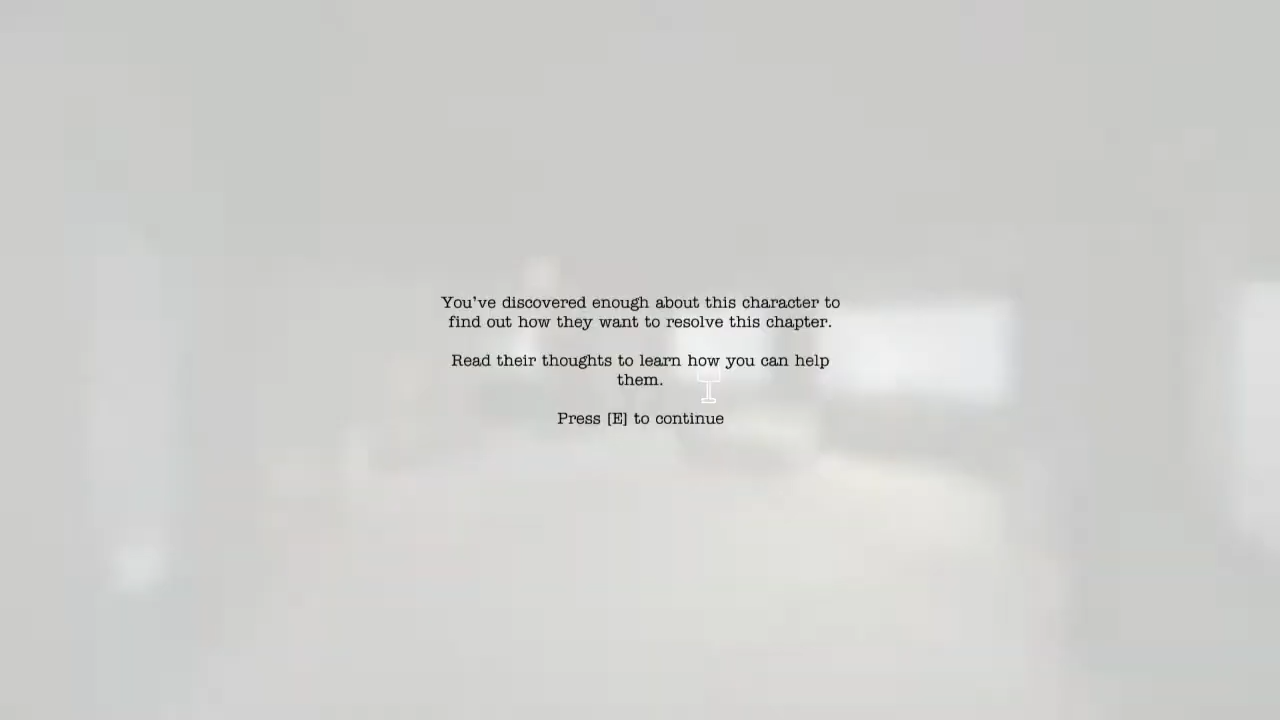 You've discovered enough about this character to
find out how they want to resolve this chapter.
Read their thoughts to learn how you can help
them.
Press [E] to continue